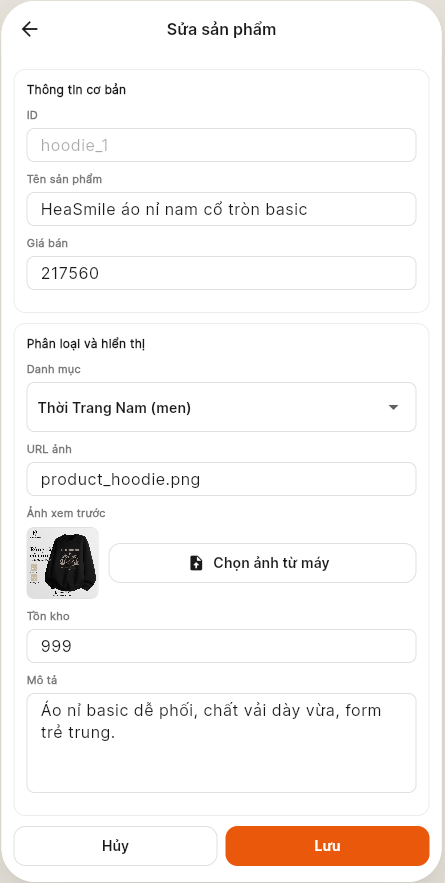 Sửa sản phẩm
Thông tin cơ bản
ID
hoodie_1
Tên sản phẩm
HeaSmile áo nỉ nam cổ tròn basic
Giá bán
217560
Phân loại và hiển thị
Danh mục
Thời Trang Nam (men)
URL ảnh
product_hoodie.png
Ảnh xem trước
Chọn ảnh từ máy
Tồn kho
999
Mô tả
Áo nỉ basic dễ phối, chất vải dày vừa, form
trẻ trung.
Hủy
Lưu